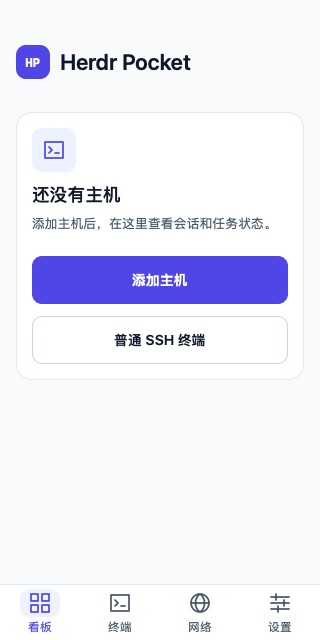 HP
Herdr Pocket
还没有主机
添加主机后，在这里查看会话和任务状态。
添加主机
普通 SSH 终端
看板
终端
网络
设置